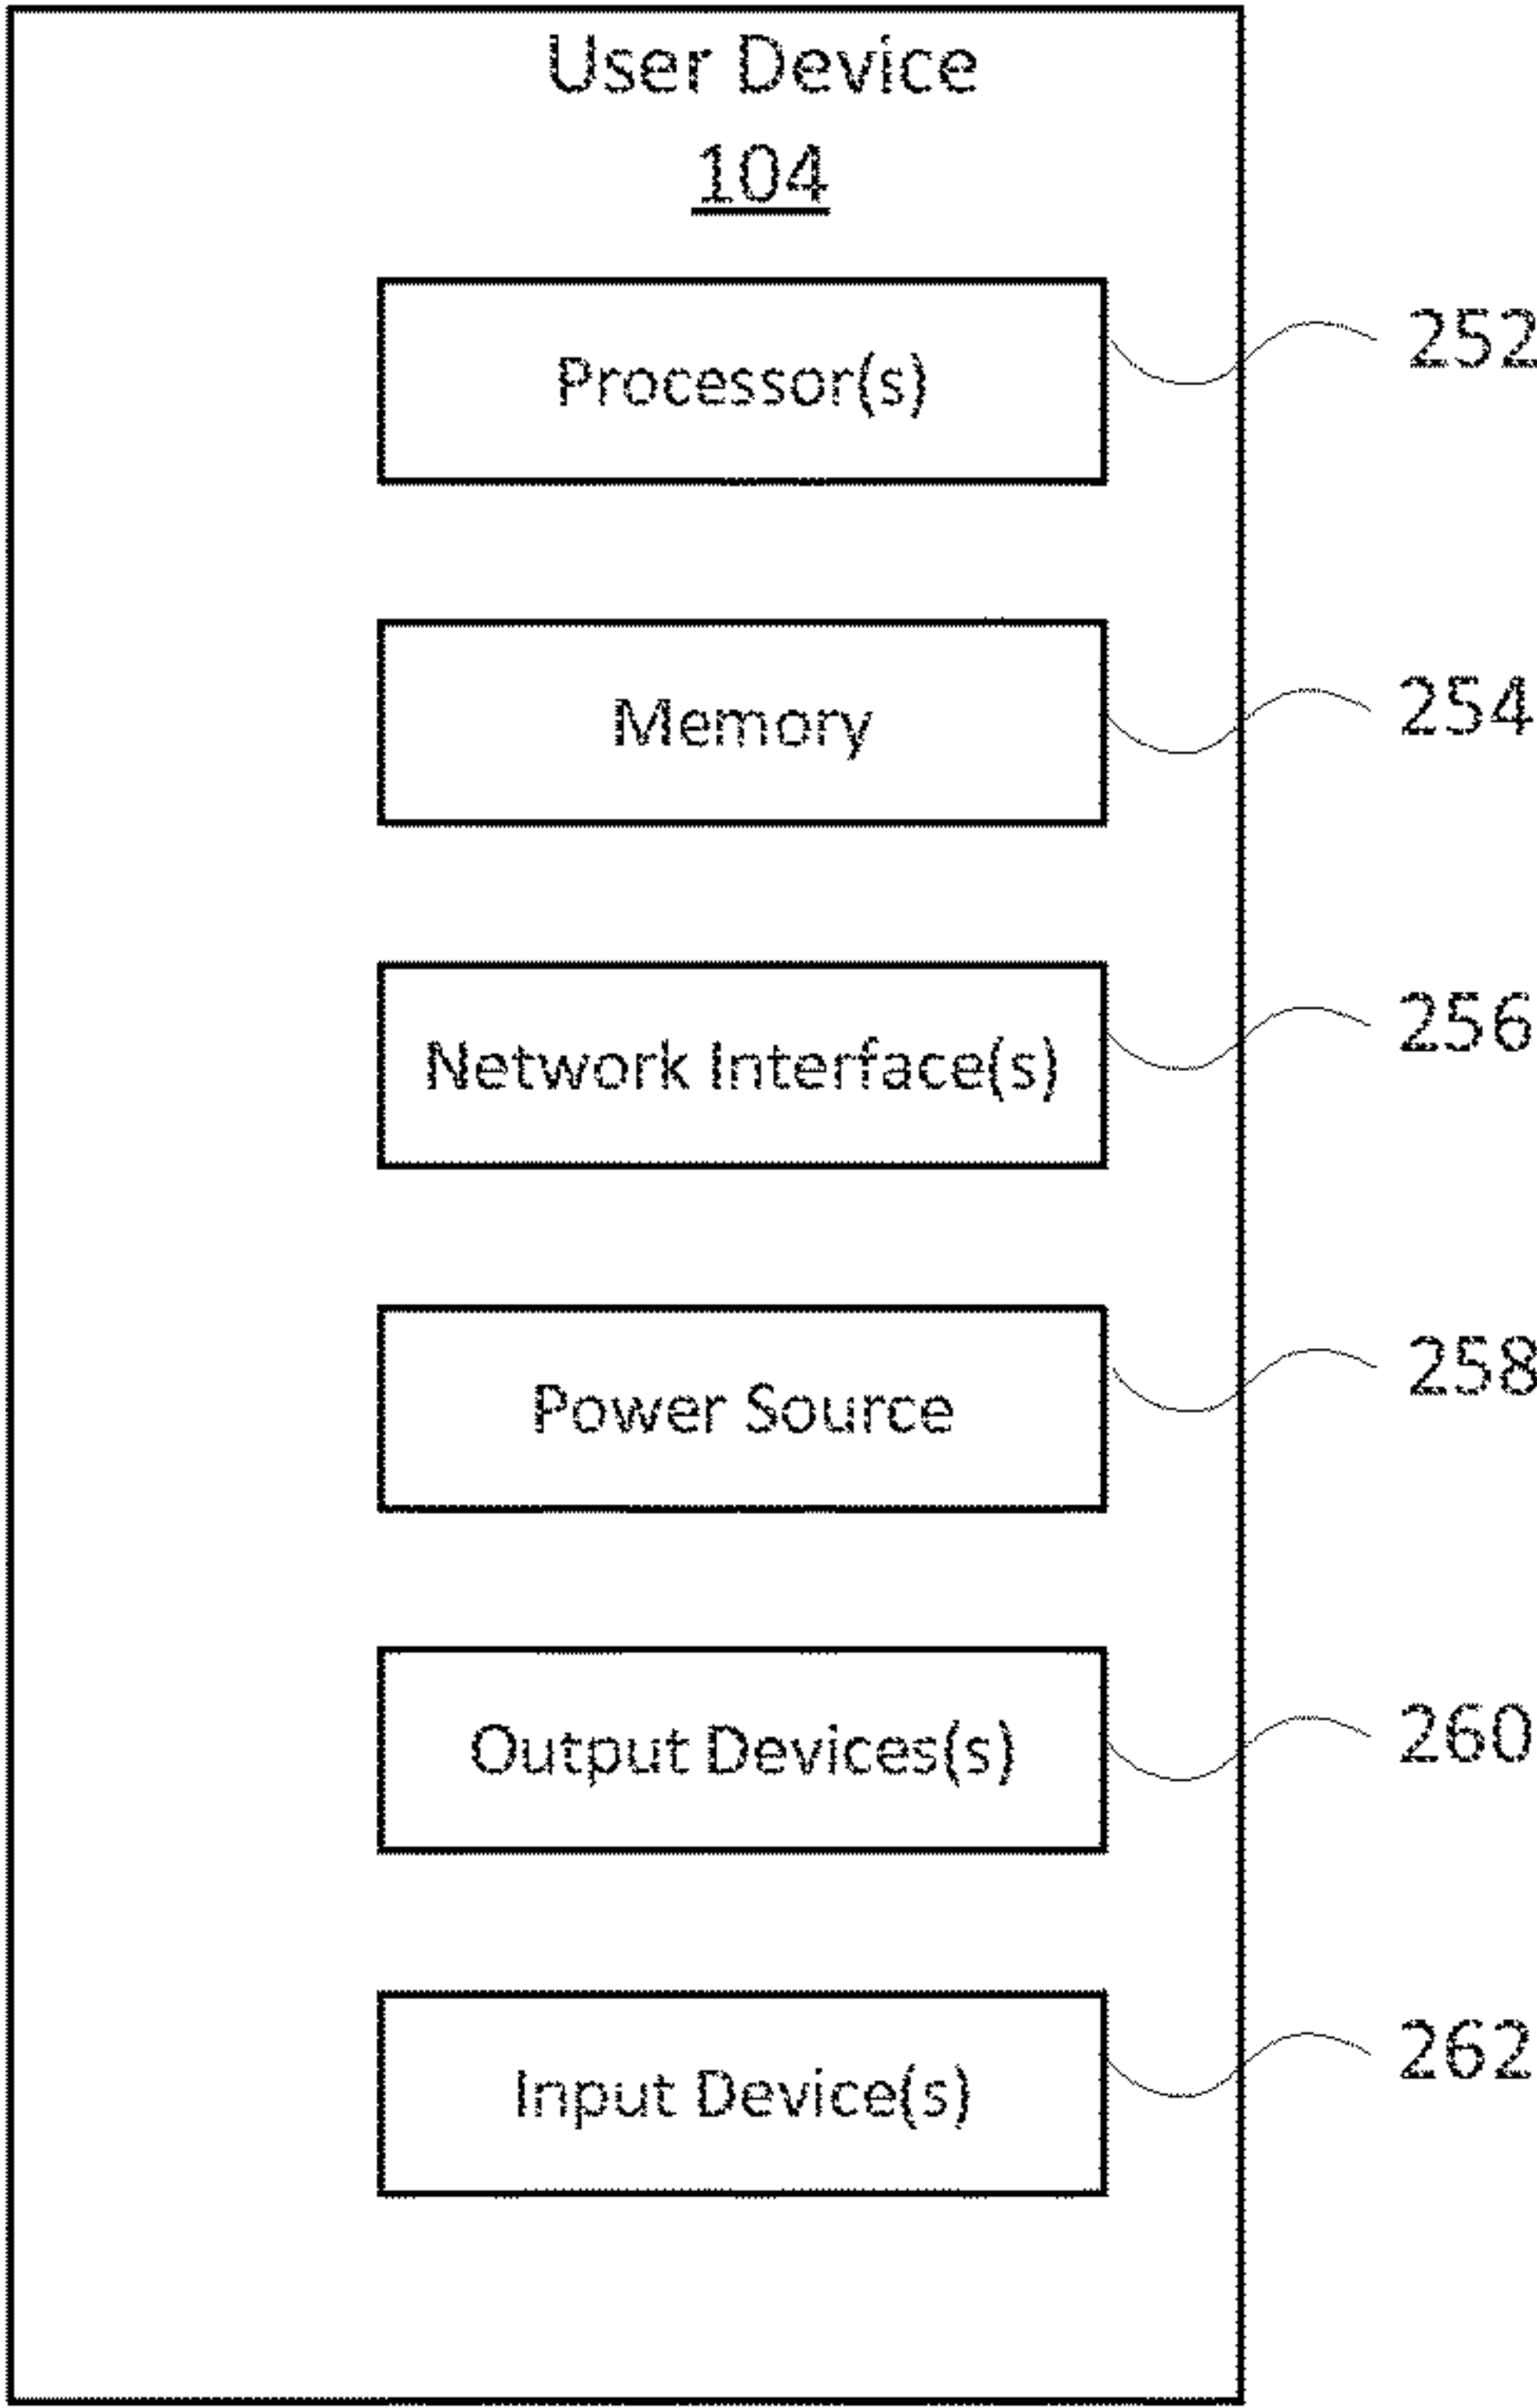 User Device
104
Processor(s)
252
Memory
254
Network Interface(s)
256
Power Source
258
Output Devices(s)
260
Input Device(s)
262